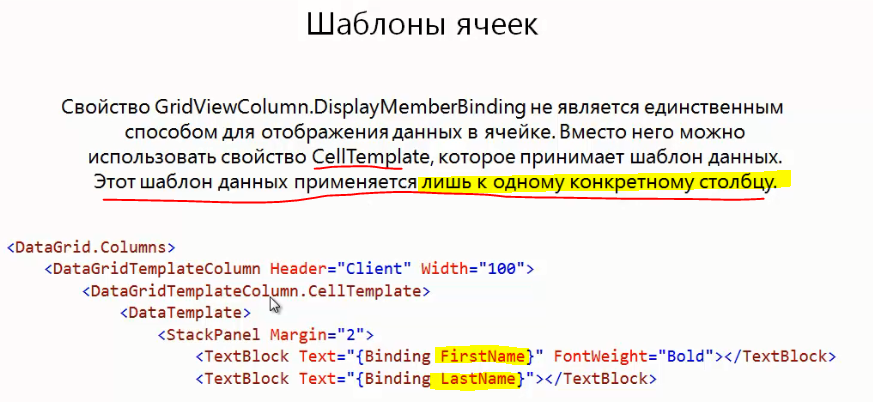 Шаблоны ячеек
Свойство GridViewColumn.DisplayMemberBinding не является единственным
способом для отображения данных в ячейке. Вместо него можно
использовать свойство CellTemplate, которое принимает шаблон данных.
Этот шаблон данных применяется лишь к одному конкретному столбцу.
<DataGrid.Columns>
<DataGridTemplateColumn Header="Client" Width="100">
<DataGridTemplateColumn.CellTemplate>
<DataTemplate>
<StackPanel Margin="2">
<TextBlock Text="{Binding FirstName}" FontWeight="Bold"></TextBlock>
<TextBlock Text="{Binding LastName}"></TextBlock>